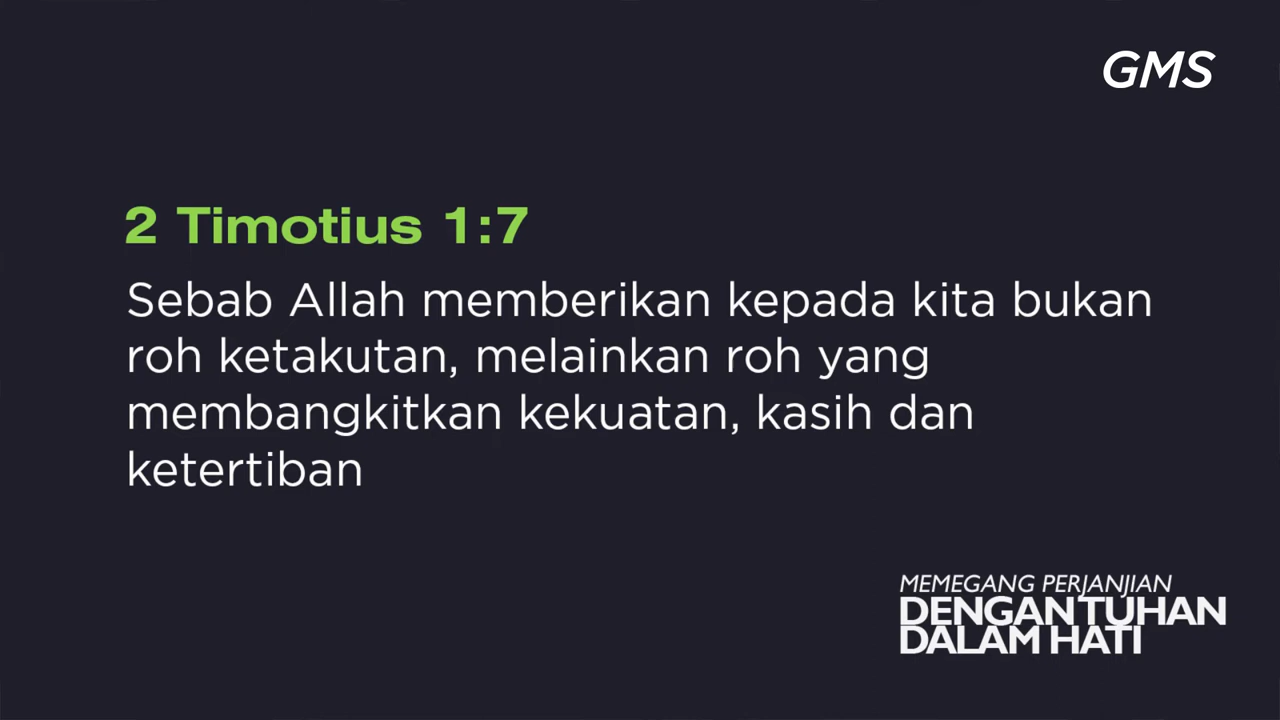 GMS
2 Timotius 1:7
Sebab Allah memberikan kepada kita bukan
roh ketakutan, melainkan roh yang
membangkitkan kekuatan, kasih dan
ketertiban
MEMEGANG PERJANJIAN
DENGAN TUHAN
DALAM HATI